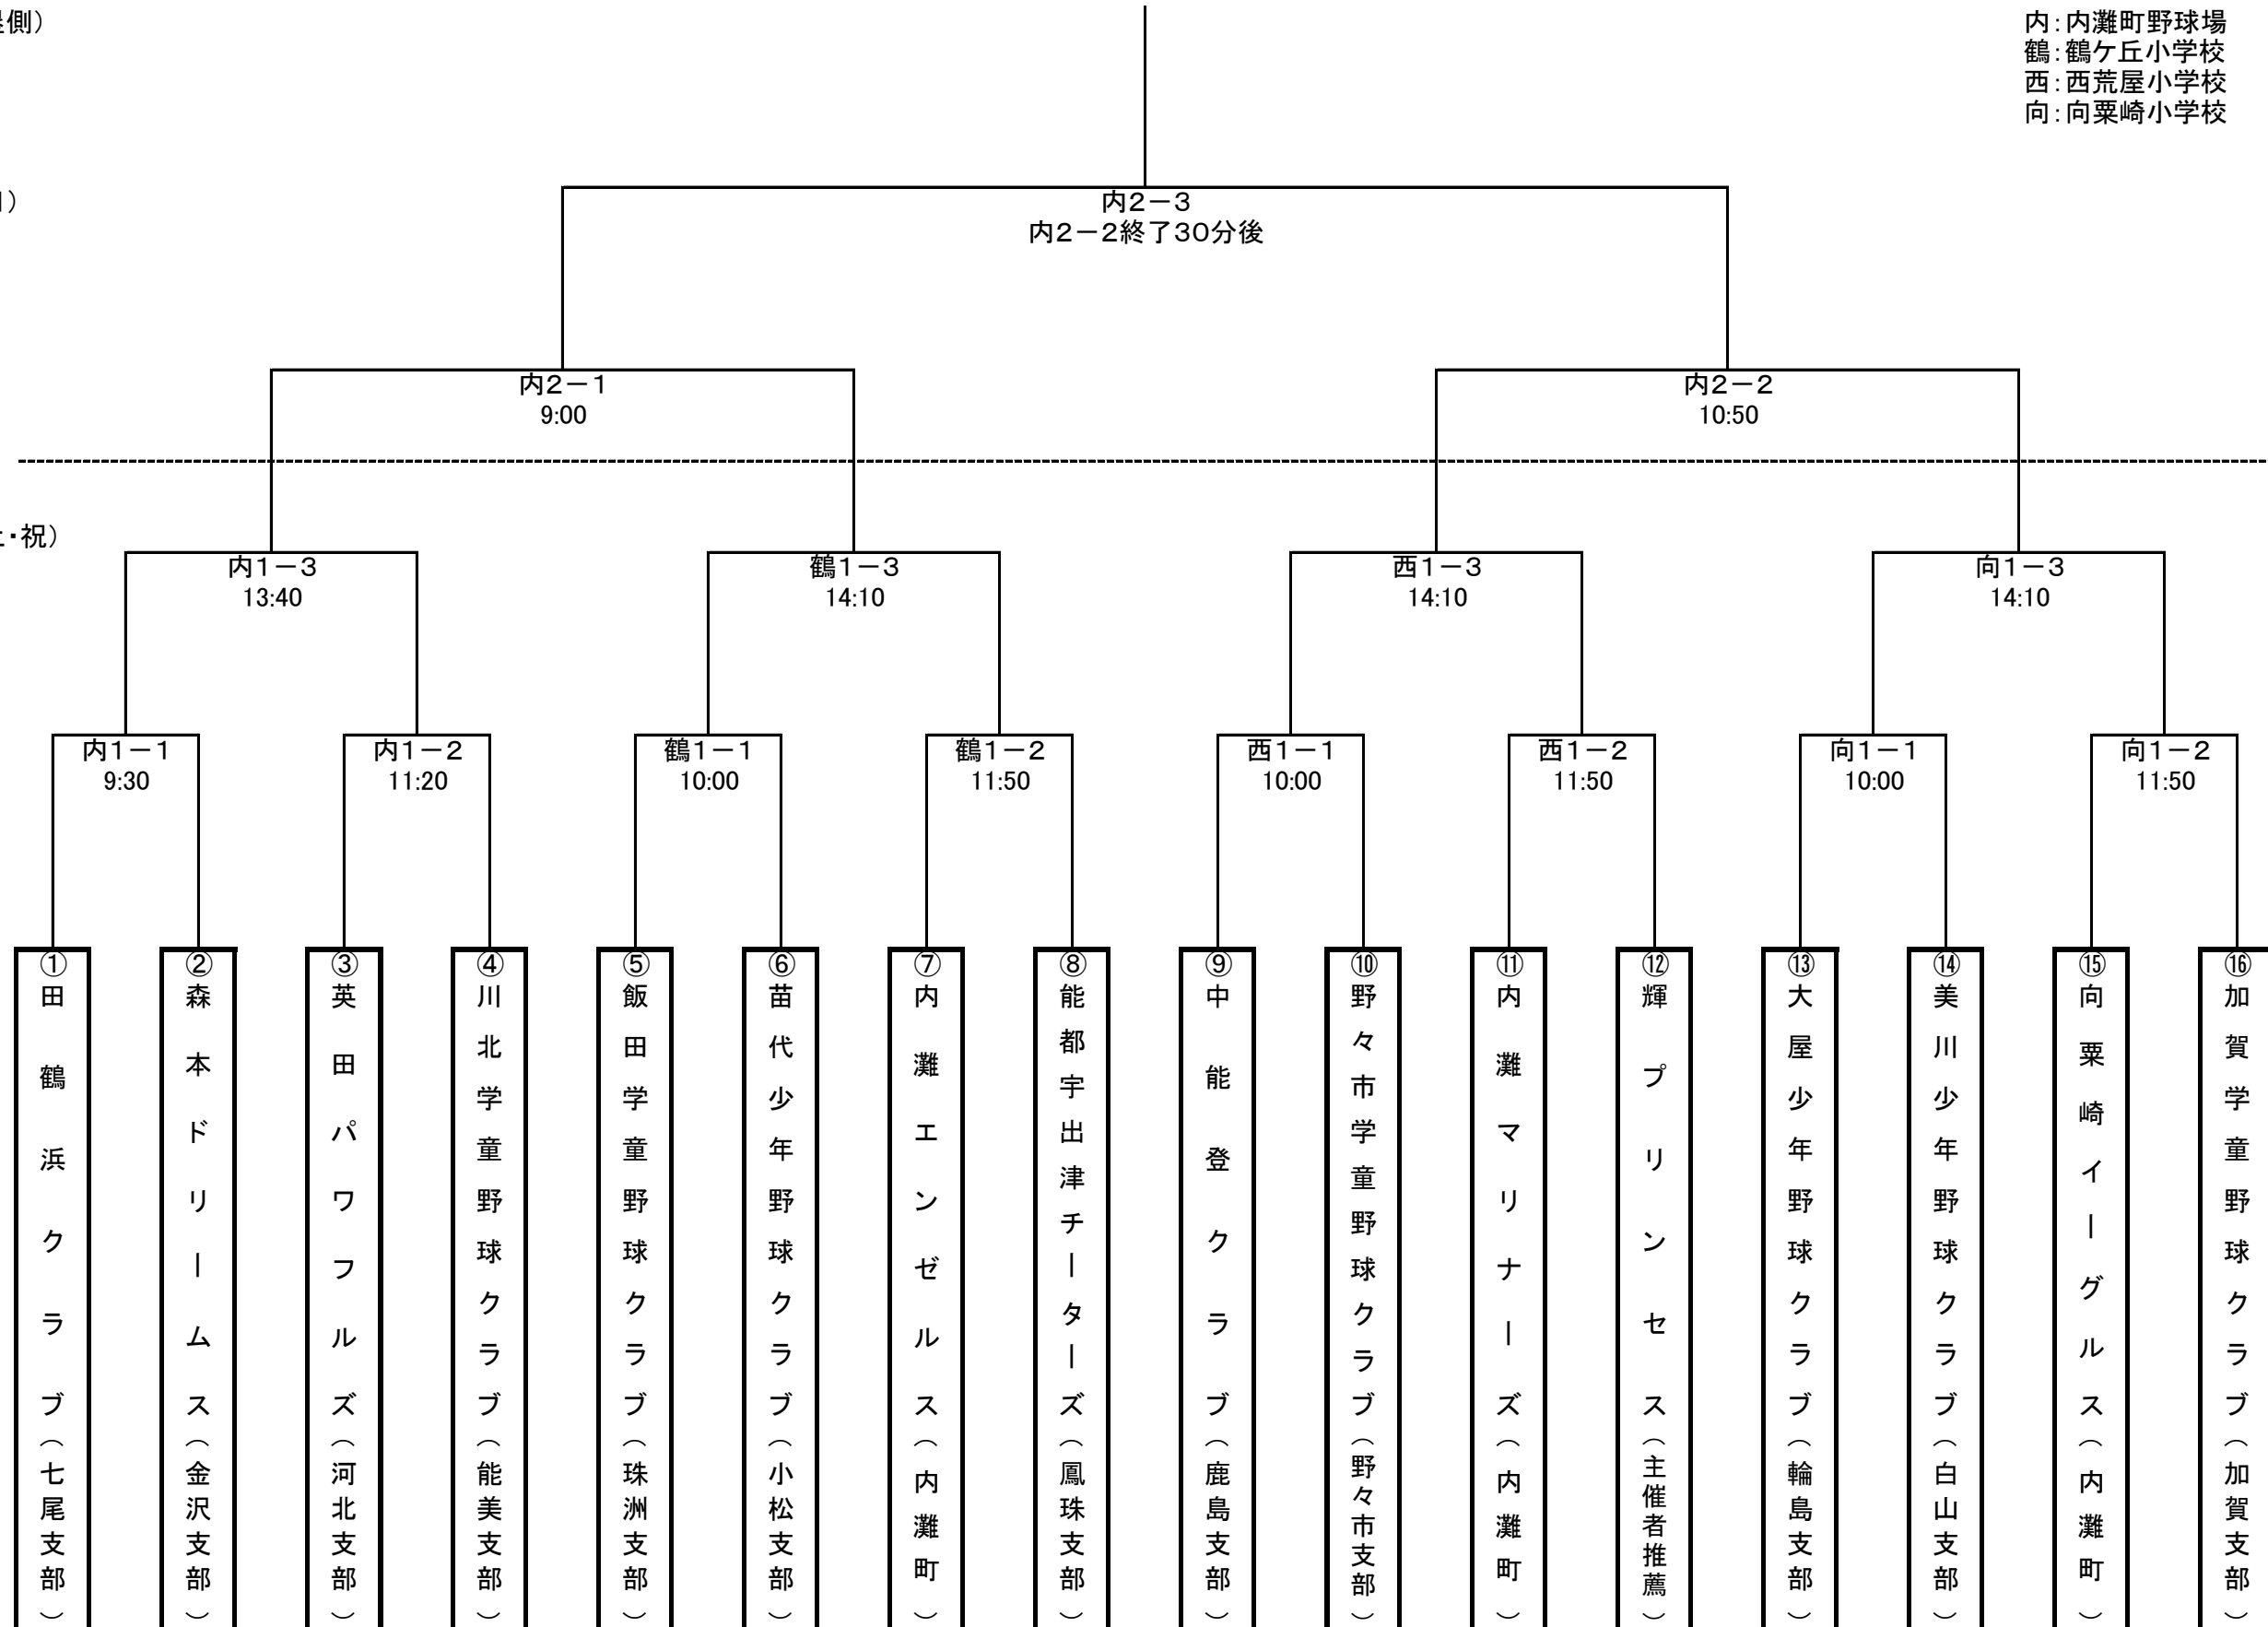 側）
内：内灘町野球場
鶴：鶴ケ丘小学校
西：西荒屋小学校
向：向粟崎小学校
）
内２－３
内２－２終了３０分後
内２－１
9:00
内２－２
10:50
・祝）
内１－３
13:40
鶴１－３
14:10
西１－３
14:10
向１－３
14:10
内１－１
9:30
内１－２
11:20
鶴１－１
10:00
鶴１－２
11:50
西１－１
10:00
西１－２
11:50
向１－１
10:00
向１－２
11:50
①田鶴浜クラブ（七尾支部）
②森本ドリームス（金沢支部）
③英田パワフルズ（河北支部）
④川北学童野球クラブ（能美支部）
⑤飯田学童野球クラブ（珠洲支部）
⑥苗代少年野球クラブ（小松支部）
⑦内灘エンゼルス（内灘町）
⑧能都宇出津チーターズ（鳳珠支部）
⑨中能登クラブ（鹿島支部）
⑩野々市学童野球クラブ（野々市支部）
⑪内灘マリナーズ（内灘町）
⑫輝プリンセス（主催者推薦）
⑬大屋少年野球クラブ（輪島支部）
⑭美川少年野球クラブ（白山支部）
⑮向粟崎イーグルス（内灘町）
⑯加賀学童野球クラブ（加賀支部）